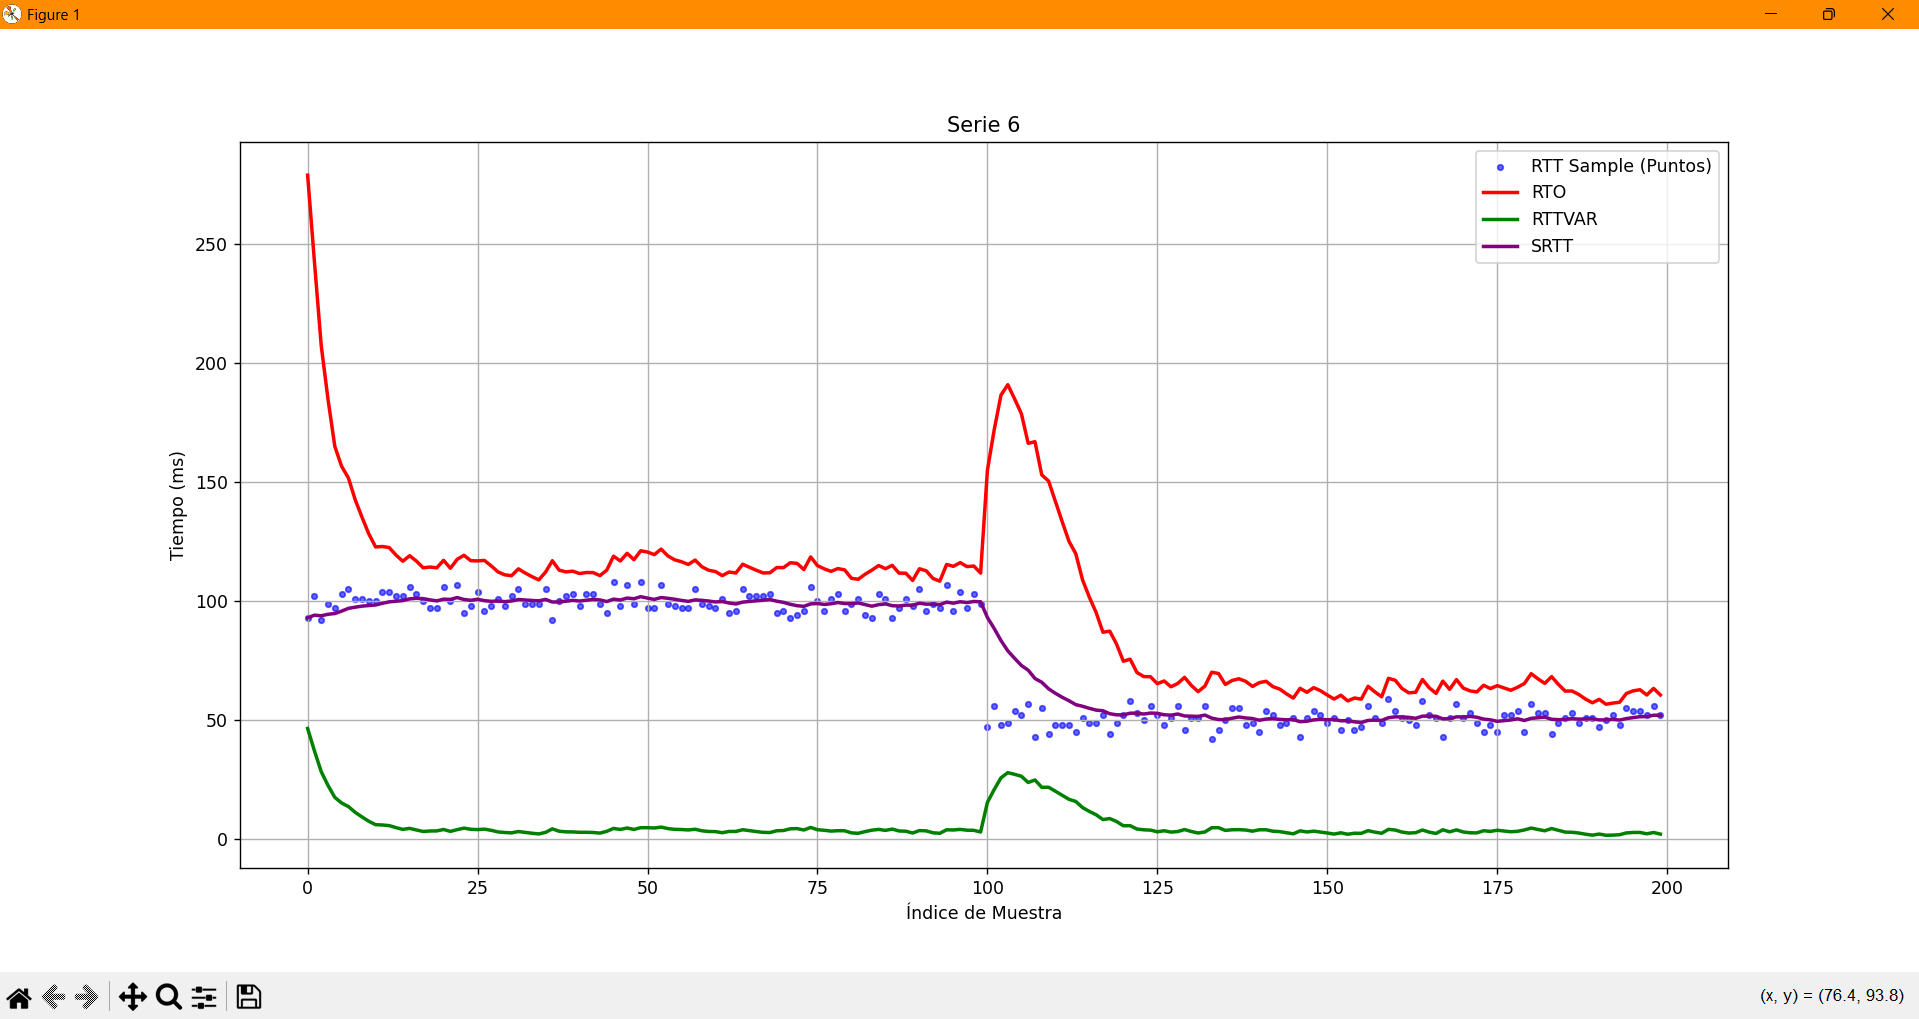 Figure 1
Serie 6
RTT Sample (Puntos)
RTO
RTTVAR
SRTT
250
200
150
100
50
0
Tiempo (ms)
0 25 50 75 100 125 150 175 200
Índice de Muestra
(x, y) = (76.4, 93.8)